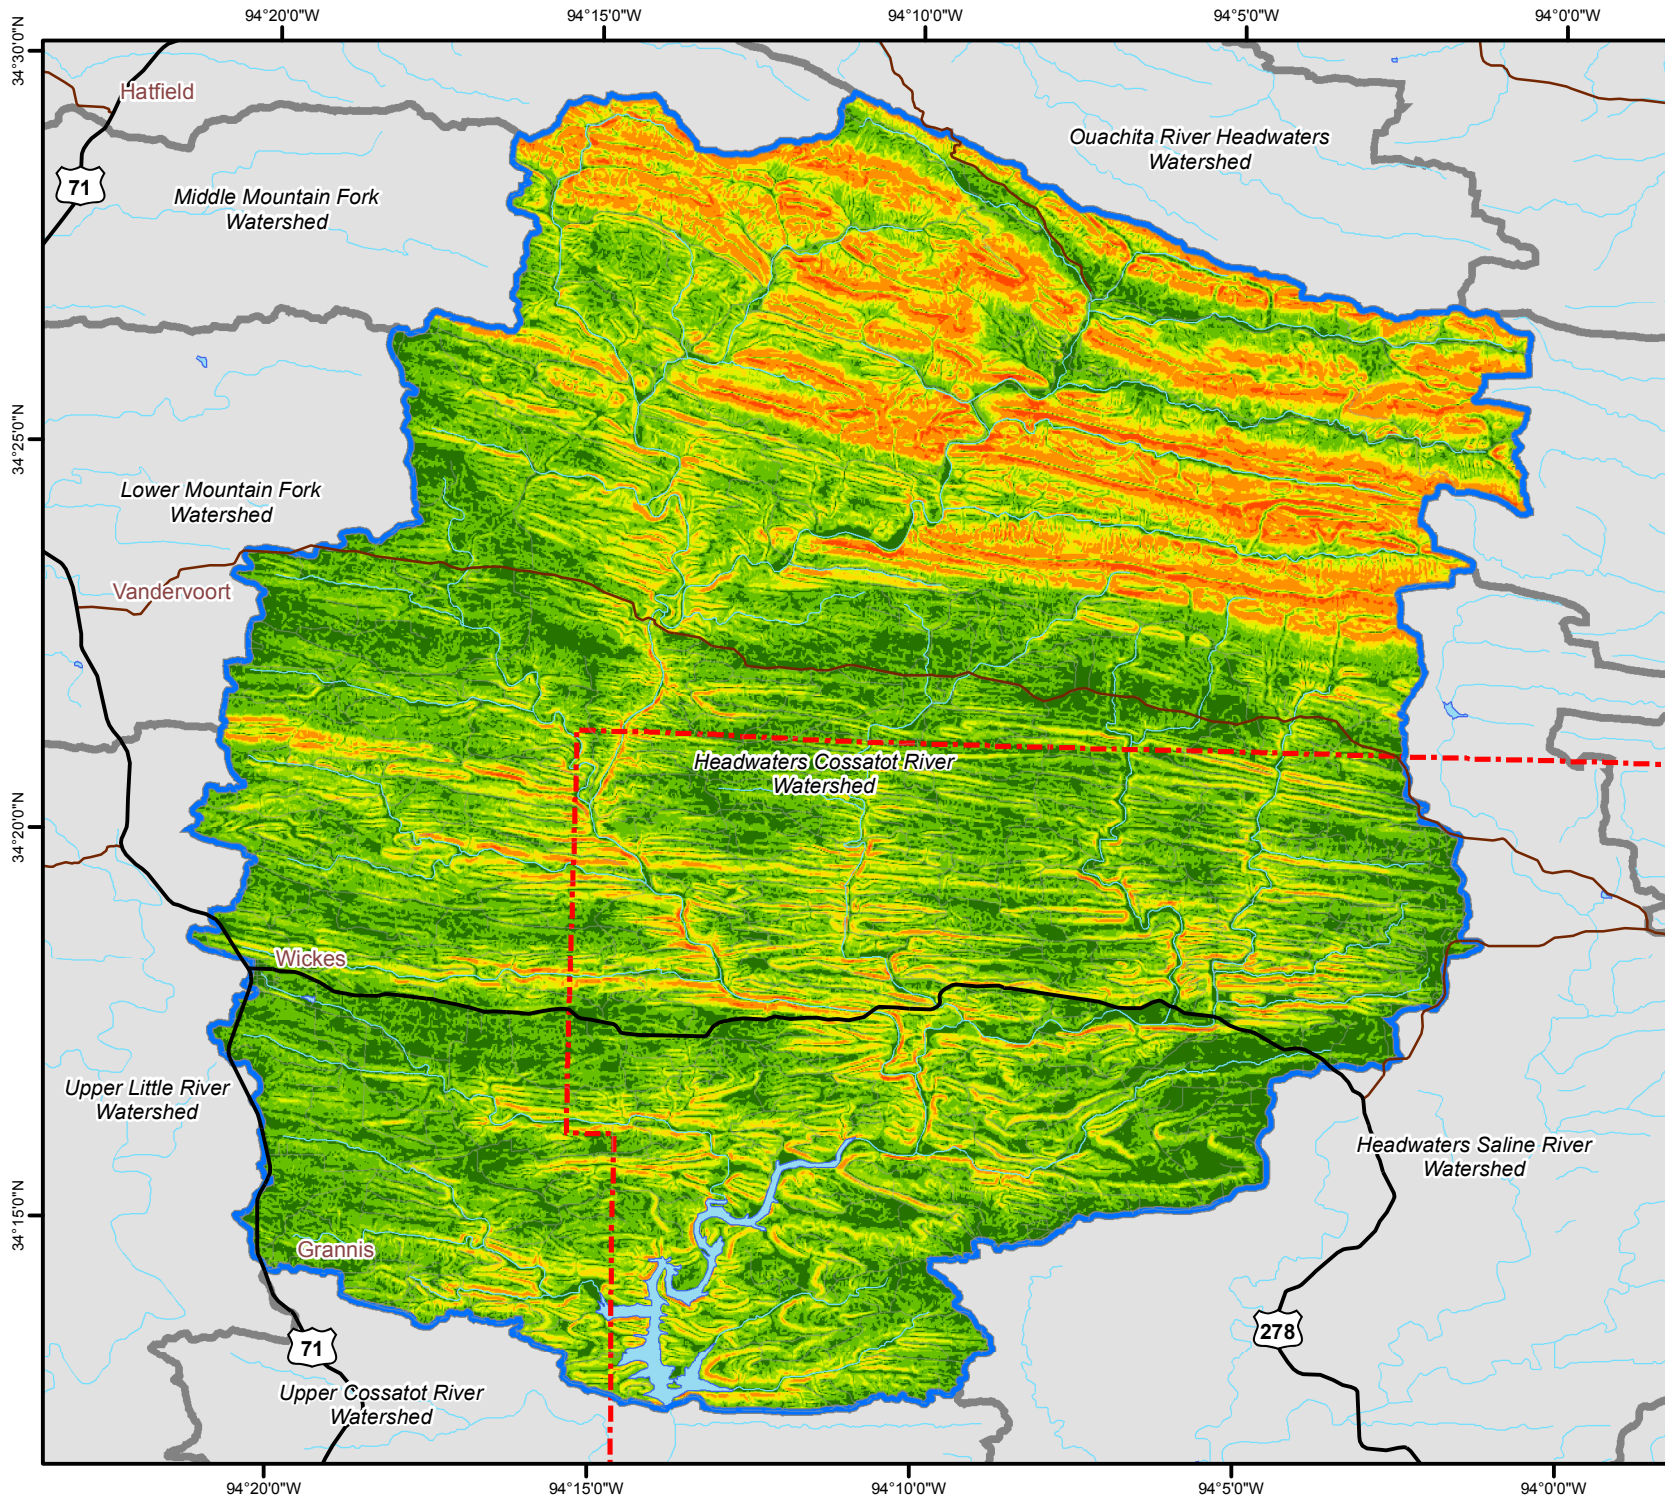 94°20'0"W
94°15'0"W
94°10'0"W
94°5'0"W
94°0'0"W
34°30'0"N
Hatfield
Ouachita River Headwaters
Watershed
71
Middle Mountain Fork
Watershed
34°25'0"N
Lower Mountain Fork
Watershed
Vandervoort
Headwaters Cossatot River
Watershed
34°20'0"N
Wickes
Upper Little River
Watershed
Headwaters Saline River
Watershed
34°15'0"N
Grannis
278
71
Upper Cossatot River
Watershed
94°20'0"W
94°15'0"W
94°10'0"W
94°5'0"W
94°0'0"W